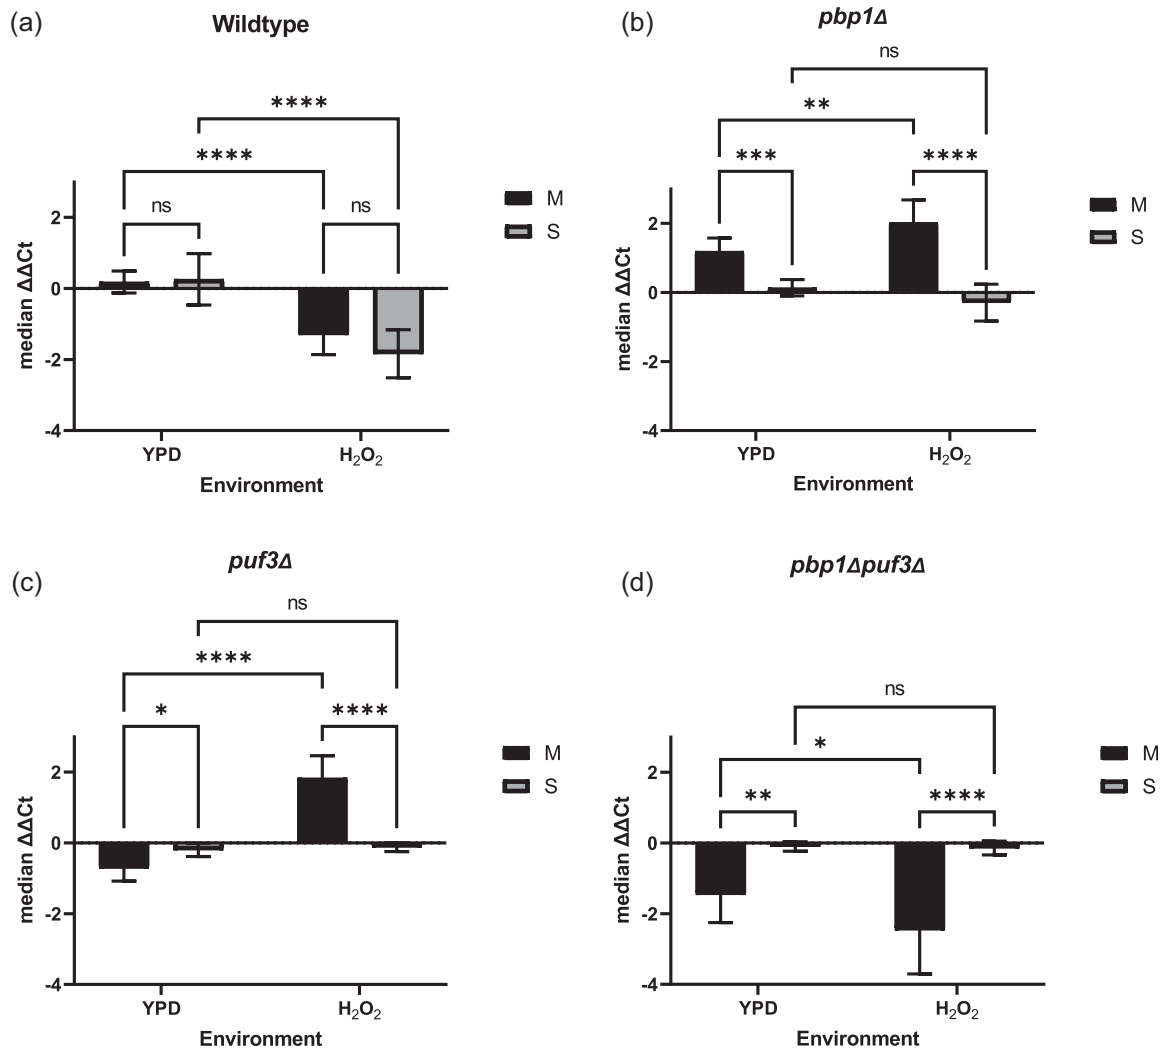 (a)
Wildtype
****
****
ns
ns
M
S
2
0
-2
-4
median ΔΔCt
YPD
H₂O₂
Environment
(b)
pbp1Δ
ns
**
***
****
M
S
2
0
-2
-4
median ΔΔCt
YPD
H₂O₂
Environment
(c)
puf3Δ
ns
****
*
****
M
S
2
0
-2
-4
median ΔΔCt
YPD
H₂O₂
Environment
(d)
pbp1Δpuf3Δ
ns
*
**
****
M
S
2
0
-2
-4
median ΔΔCt
YPD
H₂O₂
Environment